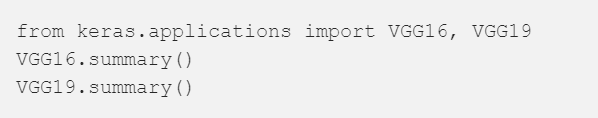 from keras.applications import VGG16, VGG19
VGG16.summary()
VGG19.summary()